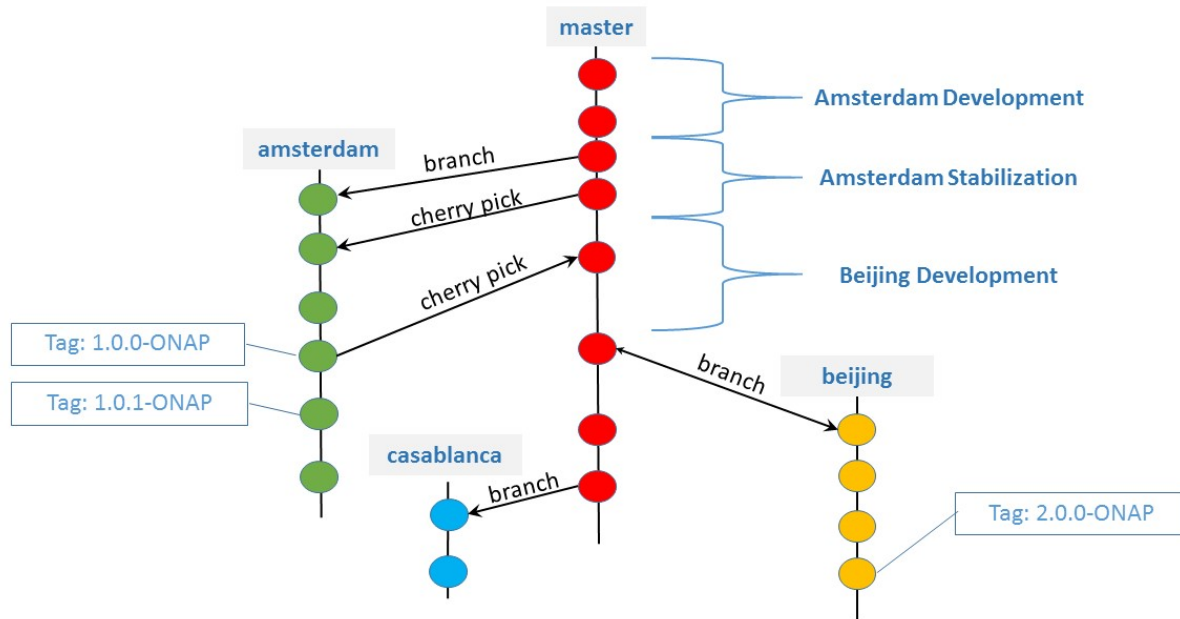 master
Amsterdam Development
amsterdam
branch
Amsterdam Stabilization
cherry pick
cherry pick
Beijing Development
Tag: 1.0.0-ONAP
branch
beijing
Tag: 1.0.1-ONAP
casablanca
branch
Tag: 2.0.0-ONAP